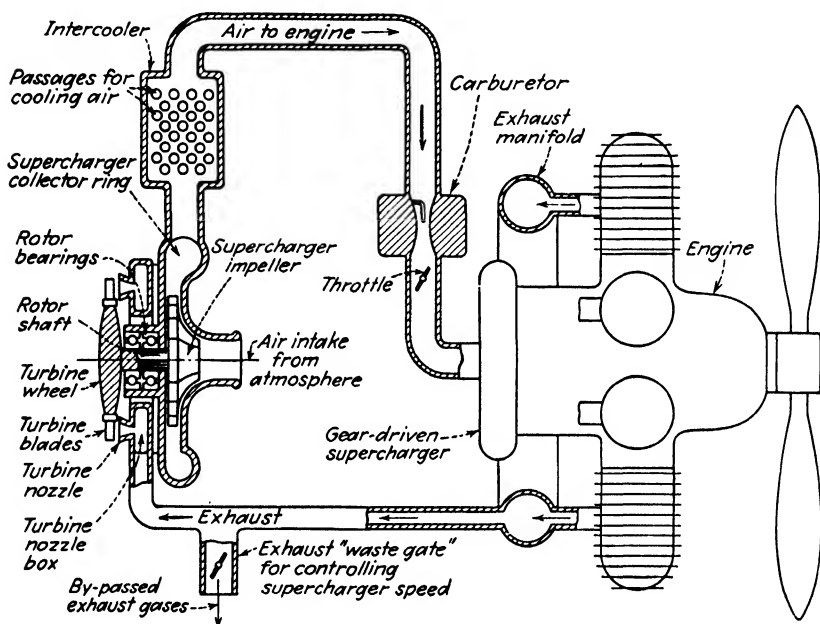 Intercooler
Passages for
cooling air
Supercharger
collector ring
Rotor
bearings
Rotor
shaft
Turbine
wheel
Turbine
blades
Turbine
nozzle
Turbine
nozzle
box
Air to engine
Carburetor
Exhaust
manifold
Supercharger
impeller
Throttle
Engine
Air intake
from
atmosphere
Gear-driven
supercharger
Exhaust
Exhaust "waste gate"
for controlling
supercharger speed
By-passed
exhaust gases